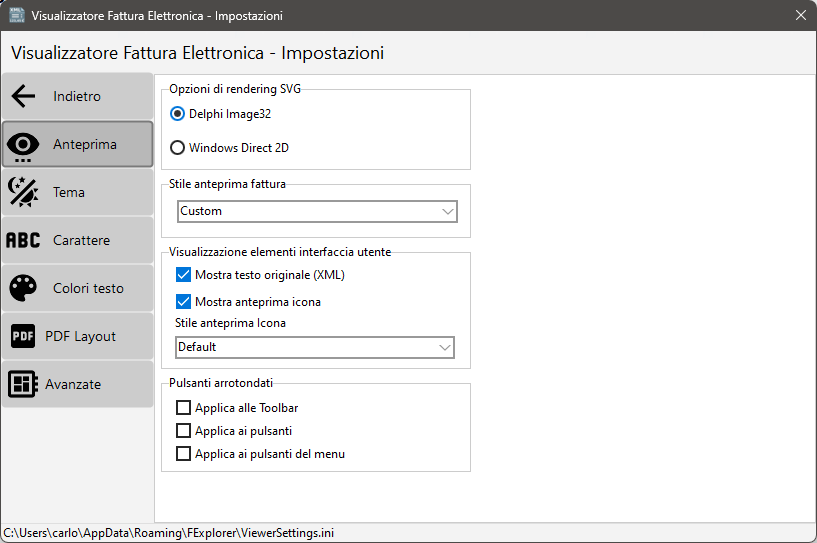 Visualizzatore Fattura Elettronica - Impostazioni
Visualizzatore Fattura Elettronica - Impostazioni
Indietro
Anteprima
Tema
ABC Carattere
Colori testo
PDF PDF Layout
Avanzate
Opzioni di rendering SVG
Delphi Image32
Windows Direct 2D
Stile anteprima fattura
Custom
Visualizzazione elementi interfaccia utente
Mostra testo originale (XML)
Mostra anteprima icona
Stile anteprima Icona
Default
Pulsanti arrotondati
Applica alle Toolbar
Applica ai pulsanti
Applica ai pulsanti del menu
C:\Users\carlo\AppData\Roaming\FExplorer\ViewerSettings.ini